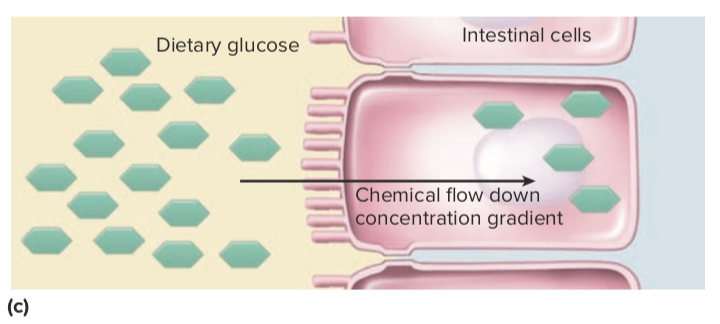 Dietary glucose
Intestinal cells
Chemical flow down
concentration gradient
(c)